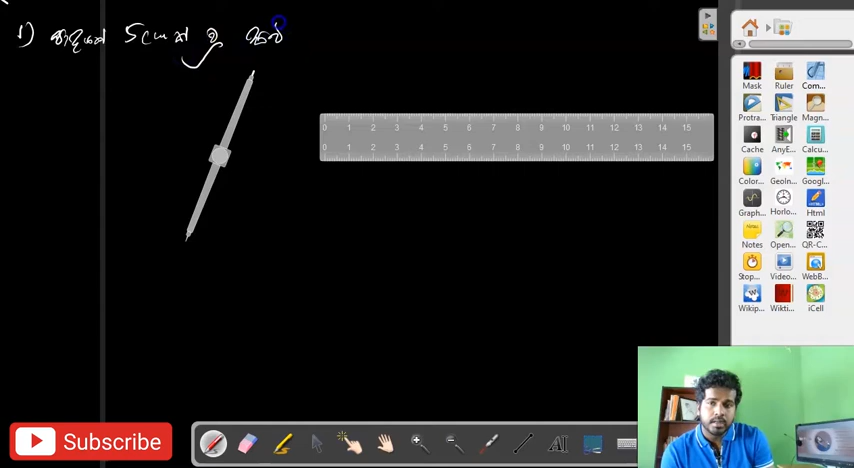 1) 5cm
0 1 2 3 4 5 6 7 8 9 10 11 12 13 14 15
0 1 2 3 4 5 6 7 8 9 10 11 12 13 14 15
Mask Ruler Com...
Protra... Triangle Magn...
Cache AnyE... Calcu...
Color... GeoIn... Googl...
Graph... Horlo... Html
Notes Open... QR-C...
Stop... Video... WebB...
Wikip... Wikti... iCell
Subscribe